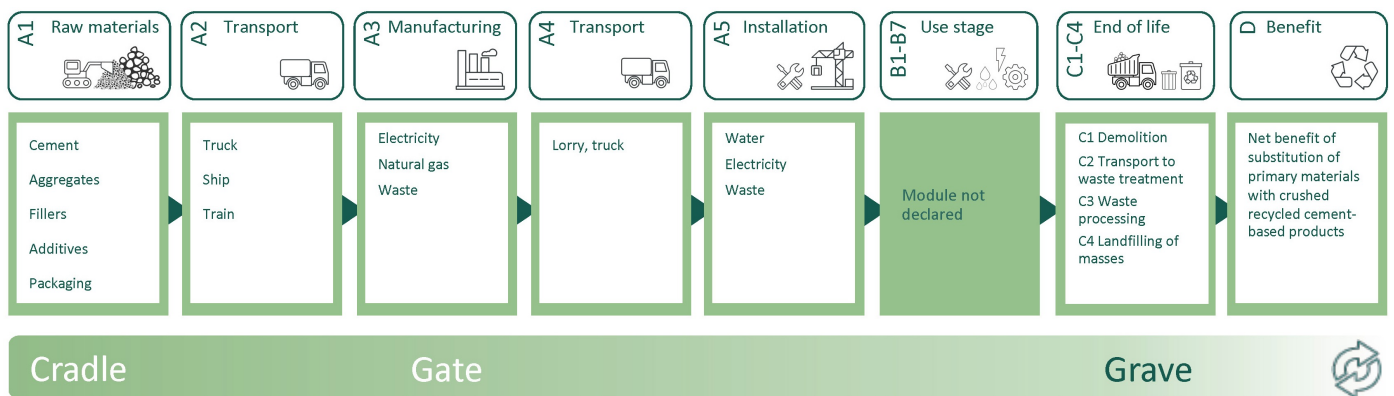 A1 Raw materials
A2 Transport
A3 Manufacturing
A4 Transport
A5 Installation
B1-B7 Use stage
C1-C4 End of life
D Benefit
Cement
Aggregates
Fillers
Additives
Packaging
Truck
Ship
Train
Electricity
Natural gas
Waste
Lorry, truck
Water
Electricity
Waste
Module not
declared
C1 Demolition
C2 Transport to
waste treatment
C3 Waste
processing
C4 Landfilling of
masses
Net benefit of
substitution of
primary materials
with crushed
recycled cement-
based products
Cradle
Gate
Grave